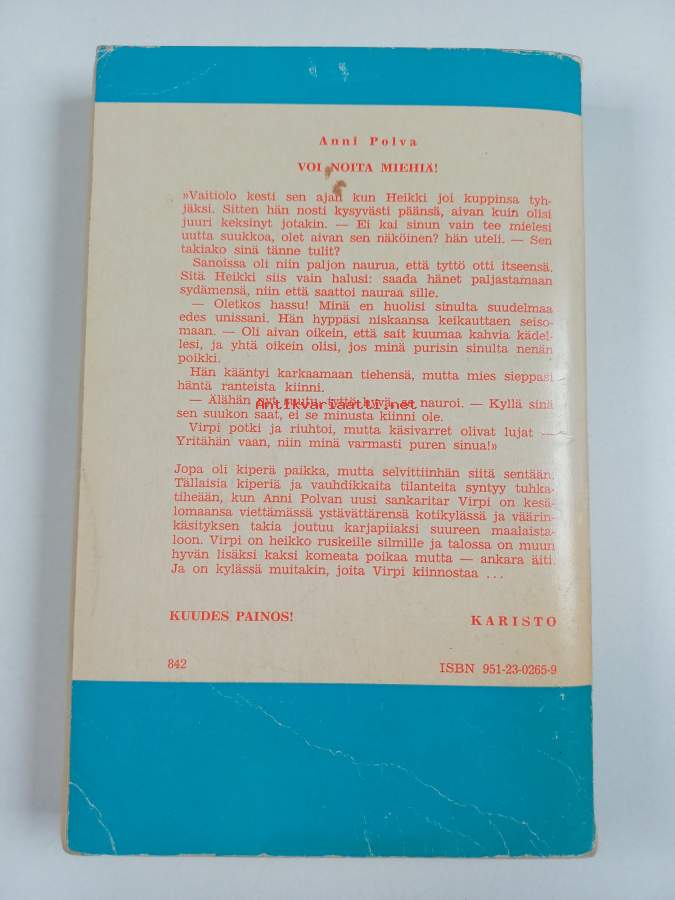 Anni Polva
VOI NOITA MIEHIÄ!
»Vaitiolo kesti sen ajan kun Heikki joi kuppinsa tyh-
jäksi. Sitten hän nosti kysyvästi päänsä, aivan kuin olisi
juuri keksinyt jotakin. — Ei kai sinun vain tee mielesi
uutta suukkoa, olet aivan sen näköinen? hän uteli. — Sen
takiako sinä tänne tulit?
Sanoissa oli niin paljon naurua, että tyttö otti itseensä.
Sitä Heikki siis vain halusi: saada hänet paljastamaan
sydämensä, niin että saattoi nauraa sille.
— Oletkos hassu! Minä en huolisi sinulta suudelmaa
edes unissani. Hän hyppäsi niskaansa keikauttaen seiso-
maan. — Oli aivan oikein, että sait kuumaa kahvia kädel-
lesi, ja yhtä oikein olisi, jos minä purisin sinulta nenän
poikki.
Hän kääntyi karkaamaan tiehensä, mutta mies sieppasi
häntä ranteista kiinni.
— Älähän nyt suutu, tyttö hyvä, se nauroi. — Kyllä sinä
Antikvariaatti.net
sen suukon saat, ei se minusta kiinni ole.
Virpi potki ja riuhtoi, mutta käsivarret olivat lujat —
Yritähän vaan, niin minä varmasti puren sinua!»
Jopa oli kiperä paikka, mutta selvittiinhän siitä sentään.
Tällaisia kiperiä ja vauhdikkaita tilanteita syntyy tuhka-
tiheään, kun Anni Polvan uusi sankaritar Virpi on kesä-
lomaansa viettämässä ystävättärensä kotikylässä ja väärin-
käsityksen takia joutuu karjapiiaksi suureen maalaista-
loon. Virpi on heikko ruskeille silmille ja talossa on muun
hyvän lisäksi kaksi komeata poikaa mutta — ankara äiti.
Ja on kylässä muitakin, joita Virpi kiinnostaa ...
KUUDES PAINOS!
KARISTO
842
ISBN 951-23-0265-9